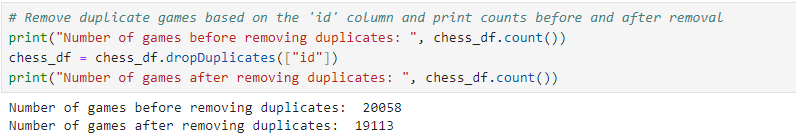 # Remove duplicate games based on the 'id' column and print counts before and after removal
print("Number of games before removing duplicates: ", chess_df.count())
chess_df = chess_df.dropDuplicates(["id"])
print("Number of games after removing duplicates: ", chess_df.count())
Number of games before removing duplicates:  20058
Number of games after removing duplicates:  19113